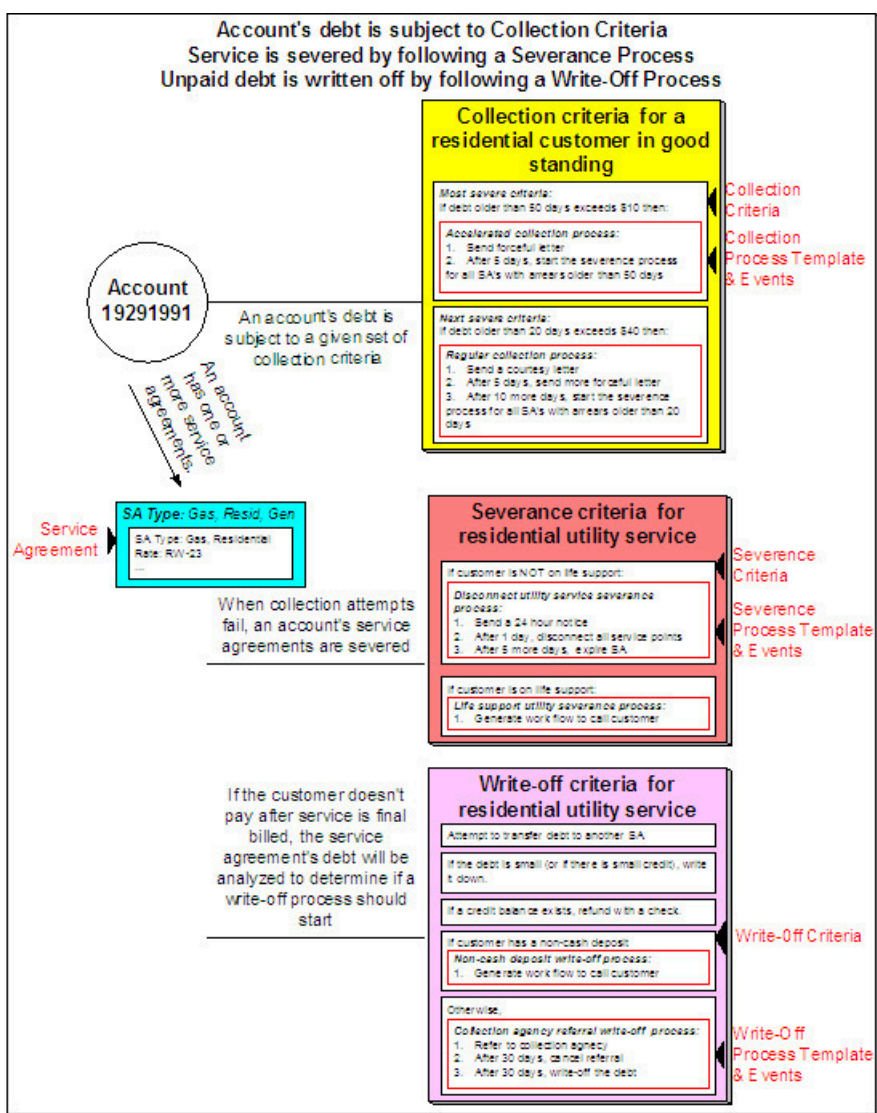 Account's debt is subject to Collection Criteria
Service is severed by following a Severance Process
Unpaid debt is written off by following a Write-Off Process
Collection criteria for a
residential customer in good
standing
Most severe criteria:
If debt older than 50 days exceeds $10 then:
Accelerated collection process:
1. Send forceful letter
2. After 5 days, start the severence process
for all SA's with arrears older than 50 days
Collection
Criteria
Collection
Process Template
& Events
Next severe criteria:
If debt older than 20 days exceeds $40 then:
Regular collection process:
1. Send a courtesy letter
2. After 5 days, send more forceful letter
3. After 10 more days, start the severence
process for all SA's with arrears older than 20
days
Account
19291991
An account's debt is
subject to a given set of
collection criteria
An account
has one or
more service
agreements.
Service
Agreement
SA Type: Gas, Resid, Gen
SA Type: Gas, Residential
Rate: RW-23
...
Severance criteria for
residential utility service
If customer is NOT on life support:
Disconnect utility service severance
process:
1. Send a 24 hour notice
2. After 1 day, disconnect all service points
3. After 5 more days, expire SA
If customer is on life support:
Life support utility severance process:
1. Generate work flow to call customer
Severence
Criteria
Severence
Process Template
& Events
When collection attempts
fail, an account's service
agreements are severed
Write-off criteria for
residential utility service
Attempt to transfer debt to another SA
If the debt is small (or if there is small credit), write
it down.
If a credit balance exists, refund with a check.
If customer has a non-cash deposit
Non-cash deposit write-off process:
1. Generate work flow to call customer
Otherwise,
Collection agency referral write-off process:
1. Refer to collection agnecy
2. After 30 days, cancel referral
3. After 30 days, write-off the debt
If the customer doesn't
pay after service is final
billed, the service
agreement's debt will be
analyzed to determine if a
write-off process should
start
Write-Off Criteria
Write-Off
Process Template
& Events